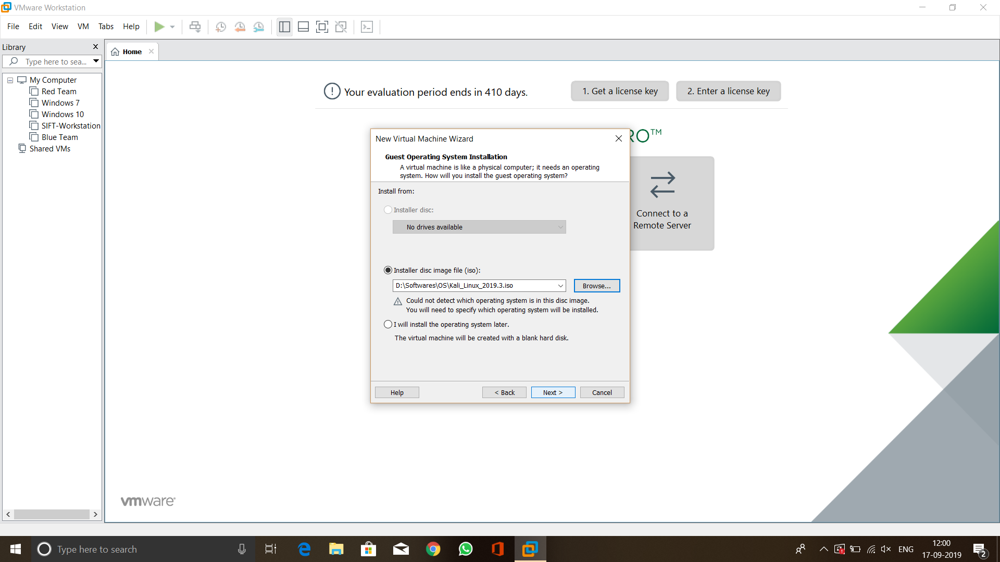 VMware Workstation
File Edit View VM Tabs Help
Library
Type here to sea...
Home
My Computer
Red Team
Windows 7
Windows 10
SIFT-Workstation
Blue Team
Shared VMs
Your evaluation period ends in 410 days.
1. Get a license key
2. Enter a license key
RO™
New Virtual Machine Wizard
Guest Operating System Installation
A virtual machine is like a physical computer; it needs an operating
system. How will you install the guest operating system?
Install from:
Installer disc:
No drives available
Installer disc image file (iso):
D:\Softwares\OS\Kali_Linux_2019.3.iso
Browse...
Could not detect which operating system is in this disc image.
You will need to specify which operating system will be installed.
I will install the operating system later.
The virtual machine will be created with a blank hard disk.
Help
< Back
Next >
Cancel
Connect to a
Remote Server
vmware
Type here to search
ENG
12:00
17-09-2019
2